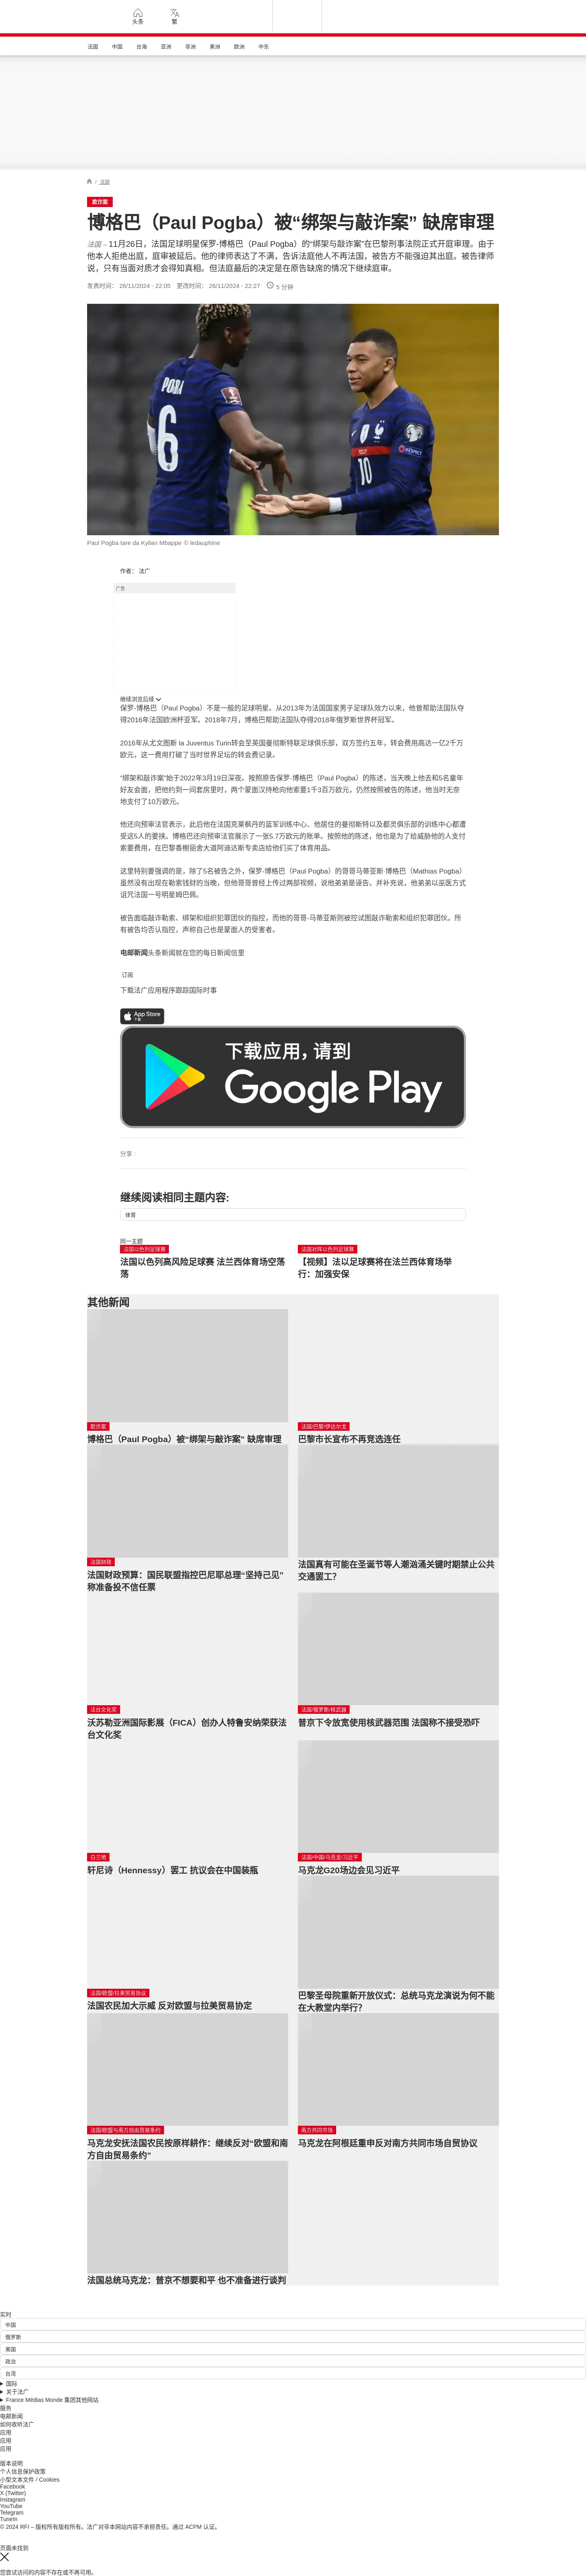 头条
繁
法国
中国
台海
亚洲
非洲
美洲
欧洲
中东
/ 法国
欺诈案
博格巴（Paul Pogba）被“绑架与敲诈案” 缺席审理
法国 – 11月26日，法国足球明星保罗-博格巴（Paul Pogba）的“绑架与敲诈案”在巴黎刑事法院正式开庭审理。由于
他本人拒绝出庭，庭审被延后。他的律师表达了不满，告诉法庭他人不再法国，被告方不能强迫其出庭。被告律师
说，只有当面对质才会得知真相。但法庭最后的决定是在原告缺席的情况下继续庭审。
发表时间： 26/11/2024 - 22:05 更改时间： 26/11/2024 - 22:27 5 分钟
POGBA
6
10
RESPECT
Paul Pogba tare da Kylian Mbappe © ledauphine
作者： 法广
广告
继续浏览后续
保罗-博格巴（Paul Pogba）不是一般的足球明星。从2013年为法国国家男子足球队效力以来，他曾帮助法国队夺
得2016年法国欧洲杯亚军。2018年7月，博格巴帮助法国队夺得2018年俄罗斯世界杯冠军。
2016年从尤文图斯 la Juventus Turin转会至英国曼彻斯特联足球俱乐部，双方签约五年，转会费用高达一亿2千万
欧元，这一费用打破了当时世界足坛的转会费记录。
“绑架和敲诈案”始于2022年3月19日深夜。按照原告保罗-博格巴（Paul Pogba）的陈述，当天晚上他去和5名童年
好友会面，把他约到一间套房里时，两个蒙面汉持枪向他索要1千3百万欧元，仍然按照被告的陈述，他当时无奈
地支付了10万欧元。
他还向预审法官表示，此后他在法国克莱枫丹的蓝军训练中心、他居住的曼彻斯特以及都灵俱乐部的训练中心都遭
受这5人的要挟。博格巴还向预审法官展示了一张5.7万欧元的账单。按照他的陈述，他也是为了给威胁他的人支付
索要费用，在巴黎香榭丽舍大道阿迪达斯专卖店给他们买了体育用品。
这里特别要强调的是，除了5名被告之外，保罗-博格巴（Paul Pogba）的哥哥马蒂亚斯·博格巴（Mathias Pogba）
虽然没有出现在勒索钱财的当晚，但他哥哥曾经上传过两部视频，说他弟弟是诬告。并补充说，他弟弟以巫医方式
诅咒法国一号明星姆巴佩。
被告面临敲诈勒索、绑架和组织犯罪团伙的指控，而他的哥哥-马蒂亚斯则被控试图敲诈勒索和组织犯罪团伙。所
有被告均否认指控，声称自己也是蒙面人的受害者。
电邮新闻头条新闻就在您的每日新闻信里
订阅
下载法广应用程序跟踪国际时事
App Store
下载
下载应用，请到
Google Play
分享 :
继续阅读相同主题内容:
体育
同一主题
法国以色列足球赛
法国以色列高风险足球赛 法兰西体育场空荡
荡
法国对阵以色列足球赛
【视频】法以足球赛将在法兰西体育场举
行：加强安保
其他新闻
欺诈案
博格巴（Paul Pogba）被“绑架与敲诈案” 缺席审理
法国/巴黎/伊达尔戈
巴黎市长宣布不再竞选连任
法国财政
法国财政预算：国民联盟指控巴尼耶总理“坚持己见”
称准备投不信任票
法国真有可能在圣诞节等人潮汹涌关键时期禁止公共
交通罢工？
法台文化奖
沃苏勒亚洲国际影展（FICA）创办人特鲁安纳荣获法
台文化奖
法国/俄罗斯/核武器
普京下令放宽使用核武器范围 法国称不接受恐吓
白兰地
轩尼诗（Hennessy）罢工 抗议会在中国装瓶
法国/中国/马克龙/习近平
马克龙G20场边会见习近平
法国/欧盟/拉美贸易协议
法国农民加大示威 反对欧盟与拉美贸易协定
巴黎圣母院重新开放仪式：总统马克龙演说为何不能
在大教堂内举行？
法国/欧盟与南方自由贸易条约
马克龙安抚法国农民按原样耕作：继续反对“欧盟和南
方自由贸易条约”
南方共同市场
马克龙在阿根廷重申反对南方共同市场自贸协议
法国总统马克龙：普京不想要和平 也不准备进行谈判
实时
中国
俄罗斯
美国
政治
台湾
国际
关于法广
France Médias Monde 集团其他网站
服务
电邮新闻
如何收听法广
应用
应用
应用
版本说明
个人信息保护政策
小型文本文件 / Cookies
Facebook
X (Twitter)
Instagram
YouTube
Telegram
TuneIn
© 2024 RFI – 版权所有版权所有。法广对非本网站内容不承担责任。通过 ACPM 认证。
页面未找到
您尝试访问的内容不存在或不再可用。